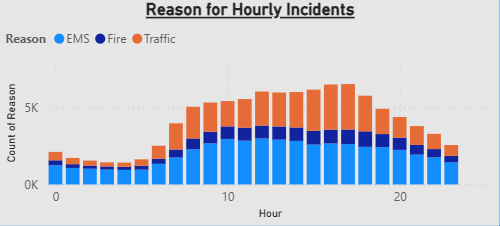 Reason for Hourly Incidents
Reason EMS Fire Traffic
Count of Reason
5K
0K
0 10 20
Hour